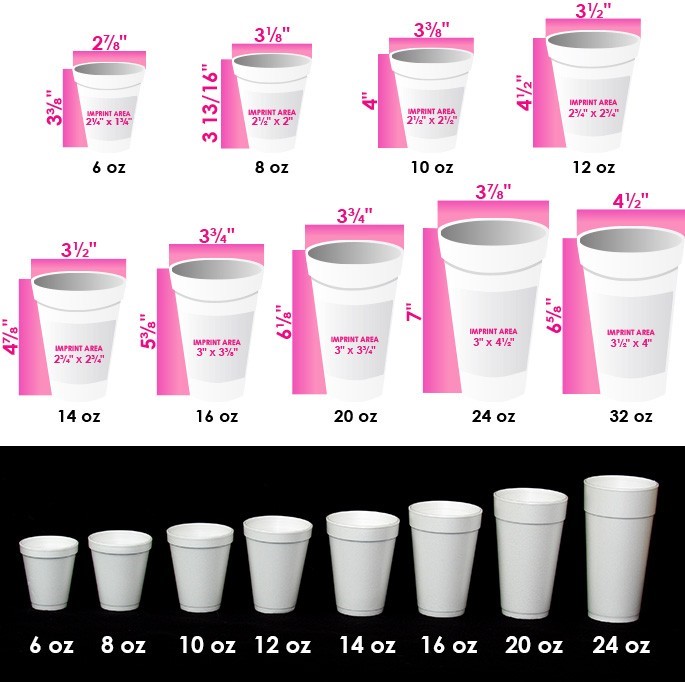 2⅞" 3⅛" 3⅜" 3½"
3⅜" 3 13/16" 4" 4½"
IMPRINT AREA
2¼" x 1¾"
IMPRINT AREA
2½" x 2"
IMPRINT AREA
2½" x 2½"
IMPRINT AREA
2¾" x 2¾"
6 oz 8 oz 10 oz 12 oz
3½" 3¾" 3¾" 3⅞" 4½"
4⅞" 5⅜" 6⅛" 7" 6⅝"
IMPRINT AREA
2¾" x 2¾"
IMPRINT AREA
3" x 3⅜"
IMPRINT AREA
3" x 3¾"
IMPRINT AREA
3" x 4½"
IMPRINT AREA
3½" x 4"
14 oz 16 oz 20 oz 24 oz 32 oz
6 oz 8 oz 10 oz 12 oz 14 oz 16 oz 20 oz 24 oz